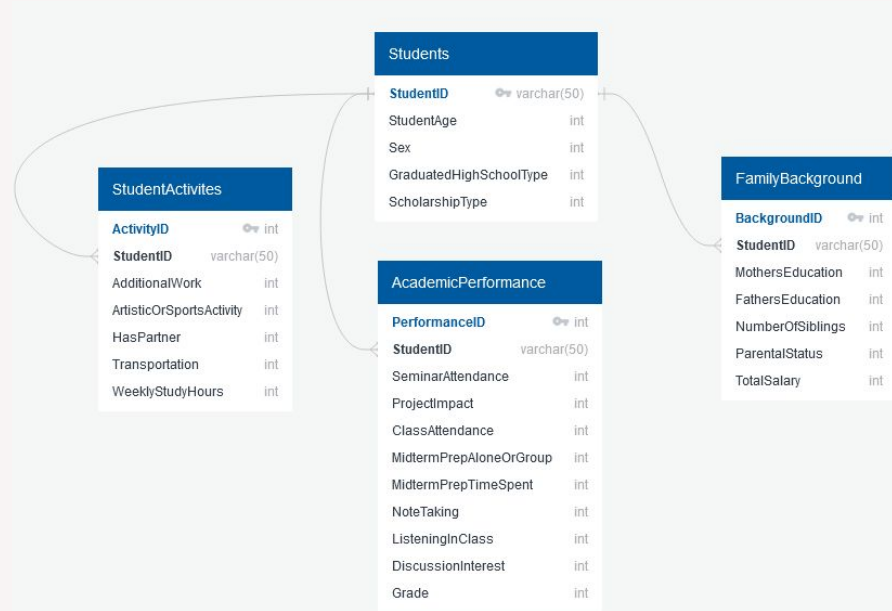 Students
StudentID varchar(50)
StudentAge int
Sex int
GraduatedHighSchoolType int
ScholarshipType int
StudentActivites
ActivityID int
StudentID varchar(50)
AdditionalWork int
ArtisticOrSportsActivity int
HasPartner int
Transportation int
WeeklyStudyHours int
AcademicPerformance
PerformanceID int
StudentID varchar(50)
SeminarAttendance int
ProjectImpact int
ClassAttendance int
MidtermPrepAloneOrGroup int
MidtermPrepTimeSpent int
NoteTaking int
ListeningInClass int
DiscussionInterest int
Grade int
FamilyBackground
BackgroundID int
StudentID varchar(50)
MothersEducation int
FathersEducation int
NumberOfSiblings int
ParentalStatus int
TotalSalary int